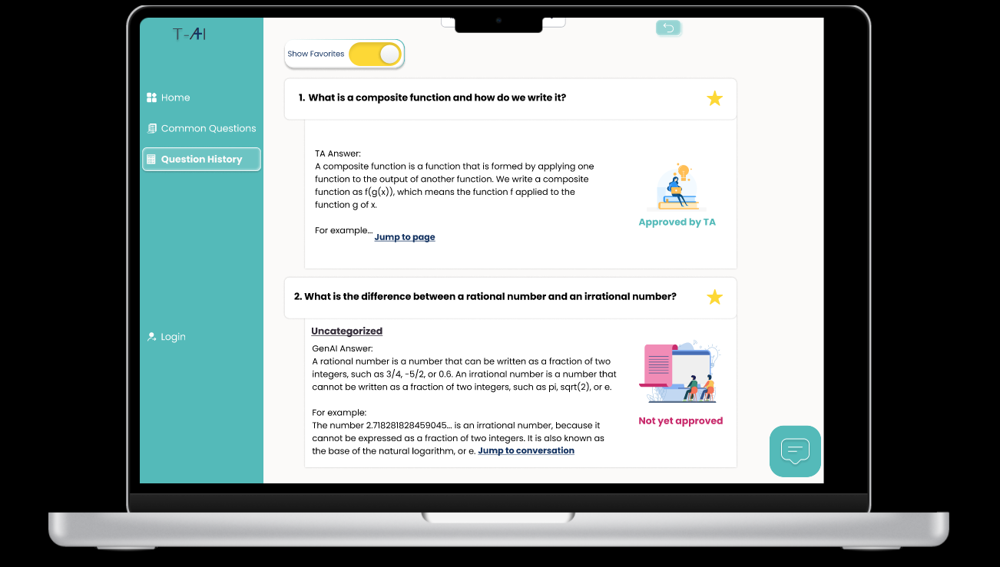 T-AI
Show Favorites
Home
Common Questions
Question History
Login
1. What is a composite function and how do we write it?
TA Answer:
A composite function is a function that is formed by applying one
function to the output of another function. We write a composite
function as f(g(x)), which means the function f applied to the
function g of x.
For example...
Jump to page
Approved by TA
2. What is the difference between a rational number and an irrational number?
Uncategorized
GenAI Answer:
A rational number is a number that can be written as a fraction of two
integers, such as 3/4, -5/2, or 0.6. An irrational number is a number that
cannot be written as a fraction of two integers, such as pi, sqrt(2), or e.
For example:
The number 2.718281828459045... is an irrational number, because it
cannot be expressed as a fraction of two integers. It is also known as
the base of the natural logarithm, or e. Jump to conversation
Not yet approved